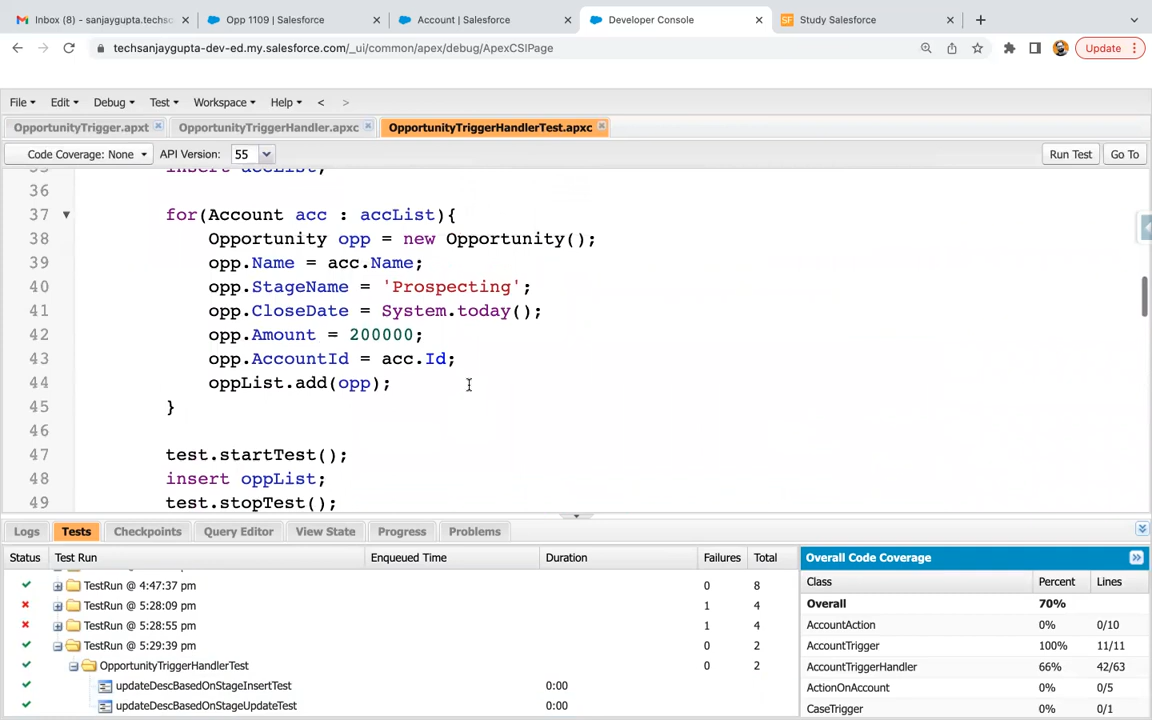 Inbox (3) - sanjaygupta.techsc
Opp 1109 | Salesforce
Account | Salesforce
Developer Console
Study Salesforce
techsanjaygupta-dev-ed.my.salesforce.com/_ui/common/apex/debug/ApexCSIPage
Update
File Edit Debug Test Workspace Help < >
OpportunityTrigger.apxt OpportunityTriggerHandler.apxc OpportunityTriggerHandlerTest.apxc
Code Coverage: None API Version: 55 Run Test Go To
35 insert accList;
36
37 for(Account acc : accList){
38 Opportunity opp = new Opportunity();
39 opp.Name = acc.Name;
40 opp.StageName = 'Prospecting';
41 opp.CloseDate = System.today();
42 opp.Amount = 200000;
43 opp.AccountId = acc.Id;
44 oppList.add(opp);
45 }
46
47 test.startTest();
48 insert oppList;
49 test.stopTest();
Logs Tests Checkpoints Query Editor View State Progress Problems
Status Test Run Enqueued Time Duration Failures Total
TestRun @ 4:47:37 pm 0 8
TestRun @ 5:28:09 pm 1 4
TestRun @ 5:28:55 pm 1 4
TestRun @ 5:29:39 pm 0 2
OpportunityTriggerHandlerTest 0 2
updateDescBasedOnStageInsertTest 0:00
updateDescBasedOnStageUpdateTest 0:00
Overall Code Coverage
Class Percent Lines
Overall 70%
AccountAction 0% 0/10
AccountTrigger 100% 11/11
AccountTriggerHandler 66% 42/63
ActionOnAccount 0% 0/5
CaseTrigger 0% 0/1